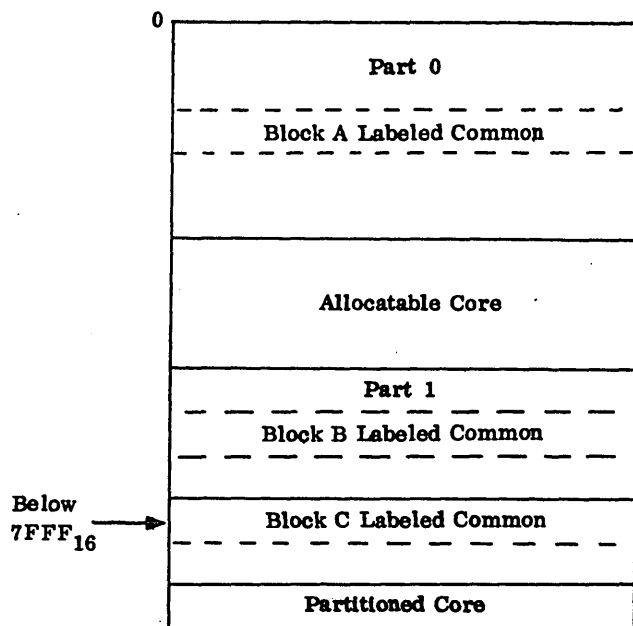 0
Part 0
Block A Labeled Common
Allocatable Core
Part 1
Block B Labeled Common
Below
7FFF16
Block C Labeled Common
Partitioned Core